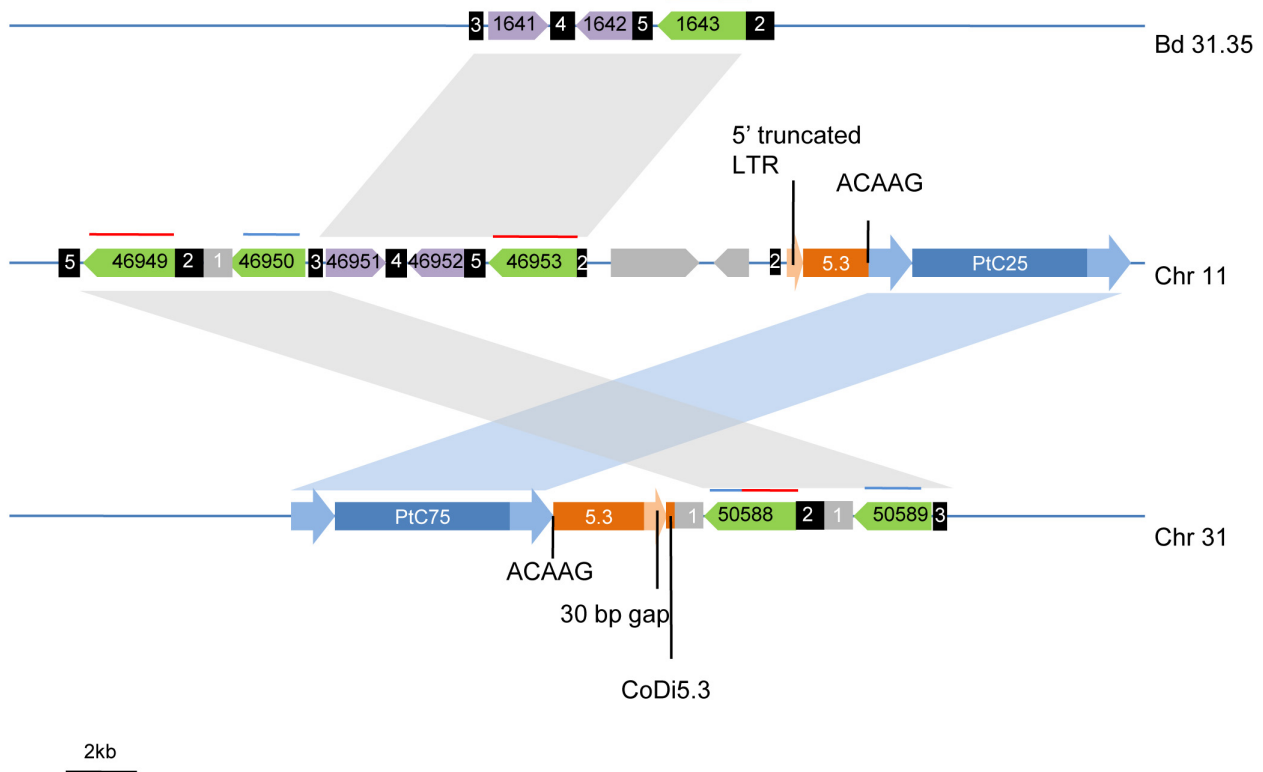 3 1641 4 1642 5 1643 2
Bd 31.35
5’ truncated
LTR
ACAAG
5 46949 2 1 46950 3 46951 4 46952 5 46953 2 2 5.3 PtC25
Chr 11
PtC75 5.3 1 50588 2 1 50589 3
Chr 31
ACAAG
30 bp gap
CoDi5.3
2kb